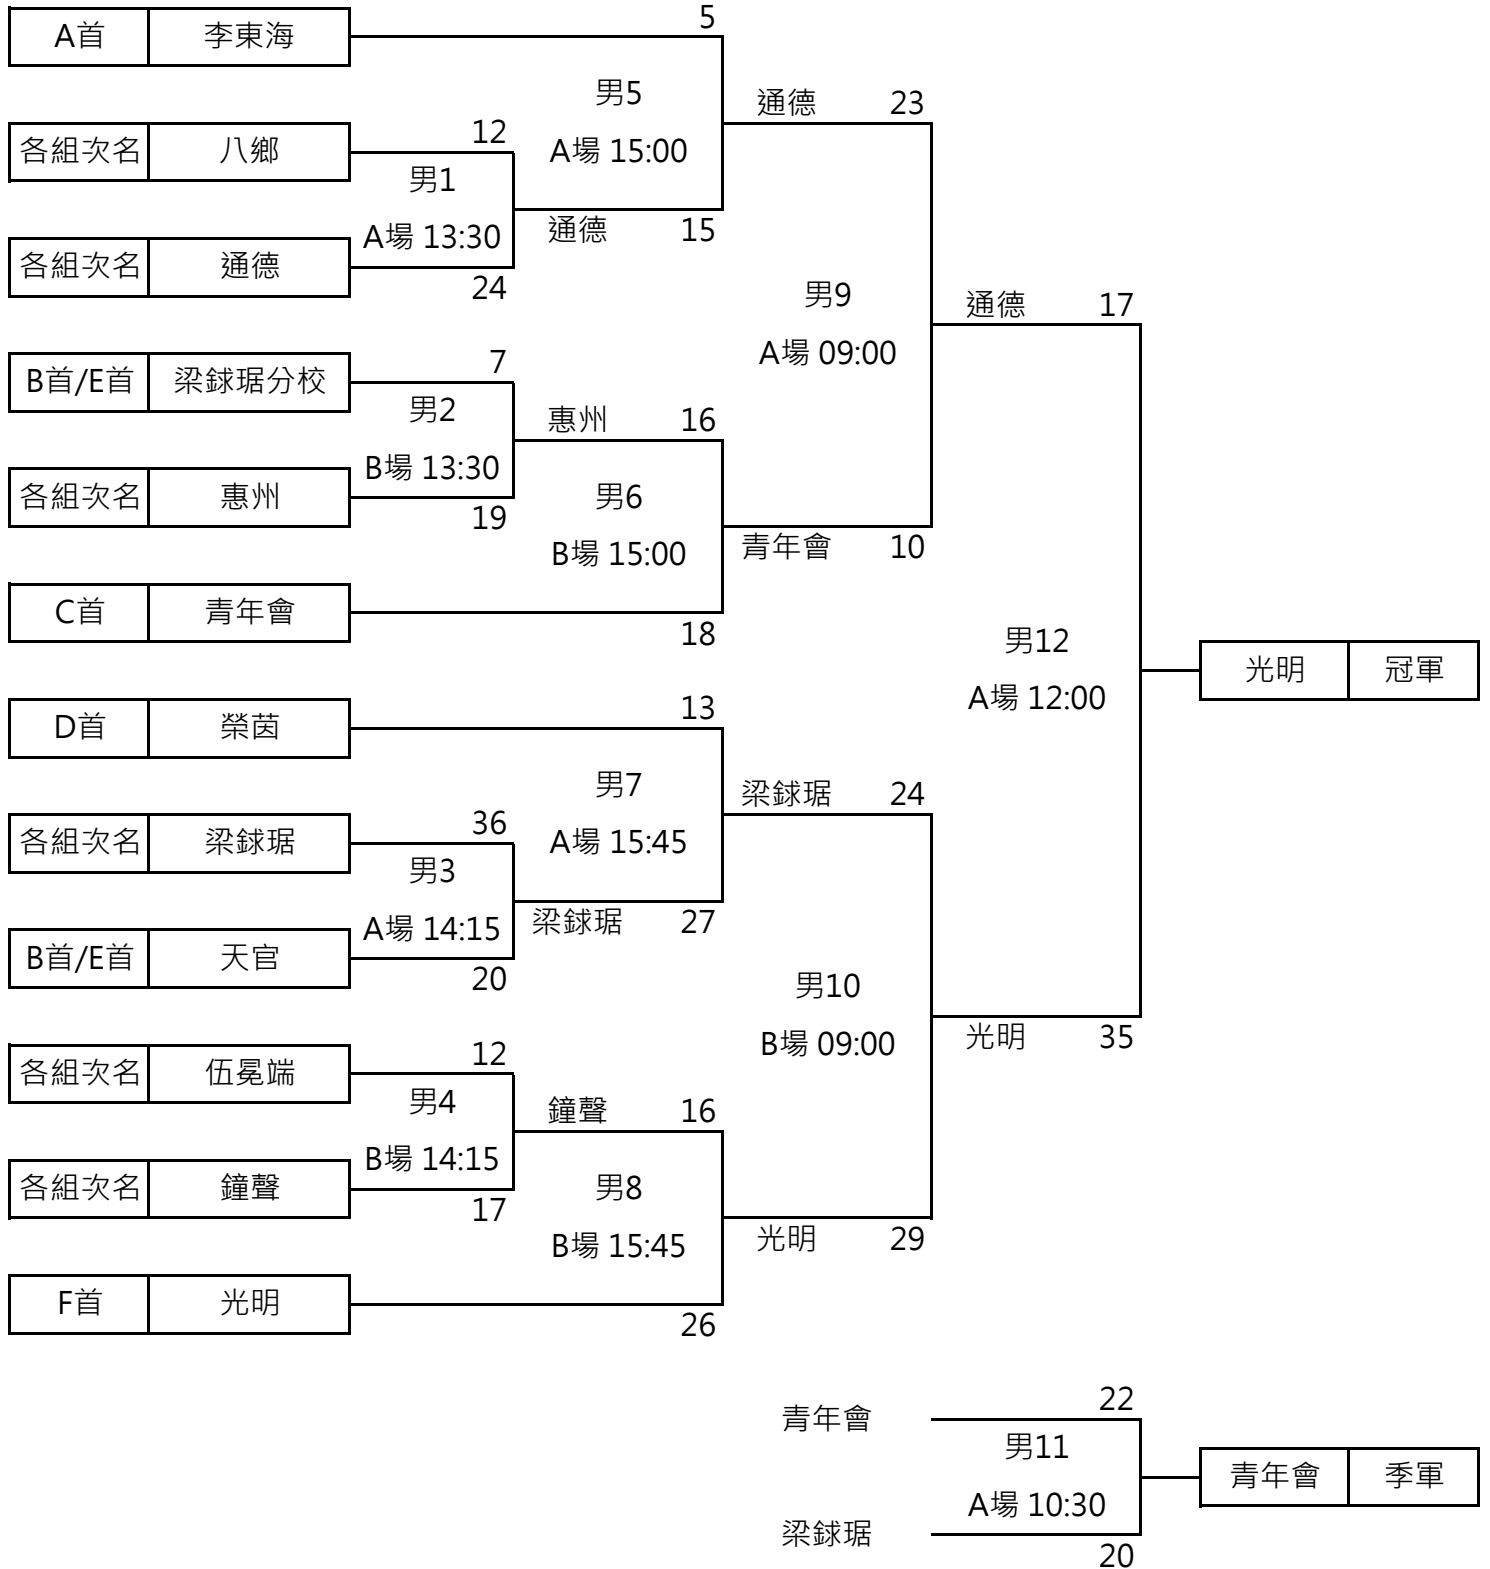 5
A首 李東海
男5
通德 23
各組次名 八鄉 12
A場 15:00
男1
A場 13:30
通德 15
各組次名 通德
24
男9
通德 17
A場 09:00
7
B首/E首 梁銶琚分校
男2
惠州 16
B場 13:30
各組次名 惠州
19
男6
青年會 10
B場 15:00
C首 青年會
18
男12
光明 冠軍
A場 12:00
13
D首 榮茵
男7
梁銶琚 24
36
各組次名 梁銶琚
A場 15:45
男3
A場 14:15
梁銶琚 27
B首/E首 天官
20
男10
光明 35
B場 09:00
12
各組次名 伍冕端
男4
鐘聲 16
B場 14:15
各組次名 鐘聲
17
男8
光明 29
B場 15:45
F首 光明
26
22
青年會
男11
青年會 季軍
A場 10:30
梁銶琚
20